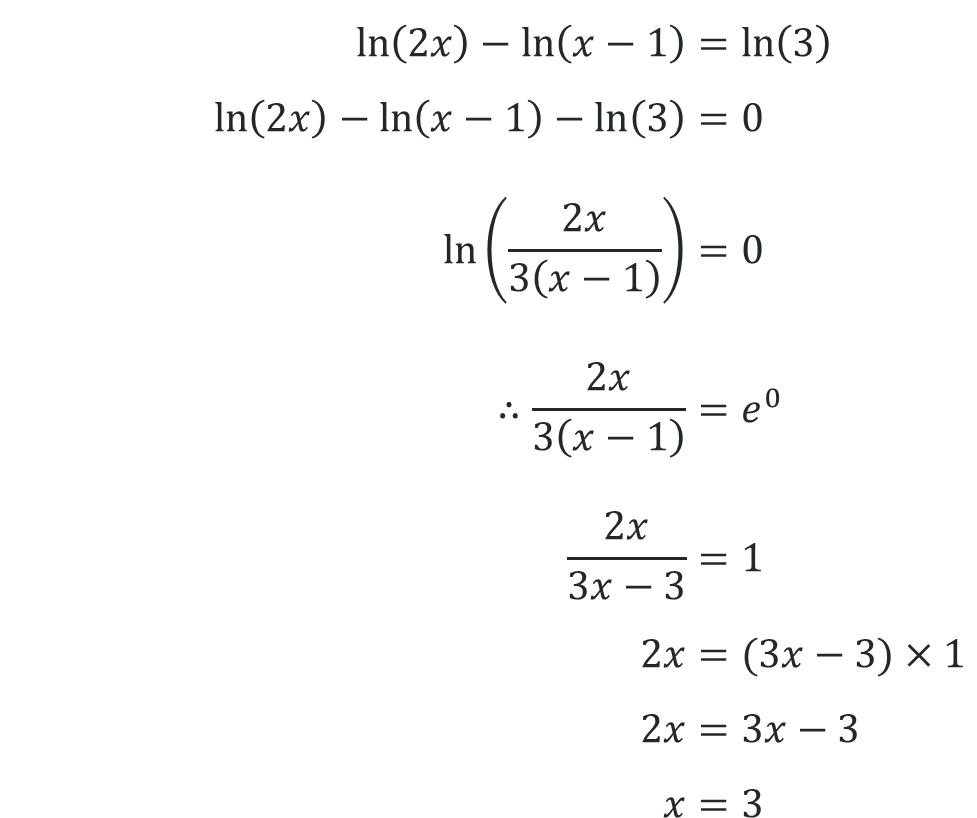 ln(2x) − ln(x − 1) = ln(3)
ln(2x) − ln(x − 1) − ln(3) = 0
ln(2x / 3(x − 1)) = 0
∴ 2x / 3(x − 1) = e⁰
2x / 3x − 3 = 1
2x = (3x − 3) × 1
2x = 3x − 3
x = 3